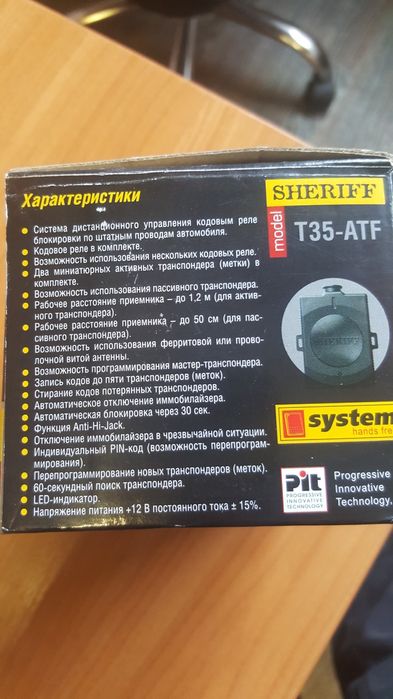 Характеристики
• Система дистанционного управления кодовым реле
блокировки по штатным проводам автомобиля.
• Кодовое реле в комплекте.
• Возможность использования нескольких кодовых реле.
• Два миниатюрных активных транспондера (метки) в
комплекте.
• Возможность использования пассивного транспондера.
• Рабочее расстояние приемника – до 1,2 м (для актив-
ного транспондера).
• Рабочее расстояние приемника – до 50 см (для пас-
сивного транспондера).
• Возможность использования ферритовой или прово-
лочной витой антенны.
• Возможность программирования мастер-транспондера.
• Запись кодов до пяти транспондеров (меток).
• Стирание кодов потерянных транспондеров.
• Автоматическое отключение иммобилайзера.
• Автоматическая блокировка через 30 сек.
• Функция Anti-Hi-Jack.
• Отключение иммобилайзера в чрезвычайной ситуации.
• Индивидуальный PIN-код (возможность перепрограм-
мирования).
• Перепрограммирование новых транспондеров (меток).
• 60-секундный поиск транспондера.
• LED-индикатор.
• Напряжение питания +12 В постоянного тока ± 15%.
SHERIFF
model
T35-ATF
SHERIFF
system
hands fre
Pit
PROGRESSIVE
INNOVATIVE
TECHNOLOGY
Progressive
Innovative
Technology.